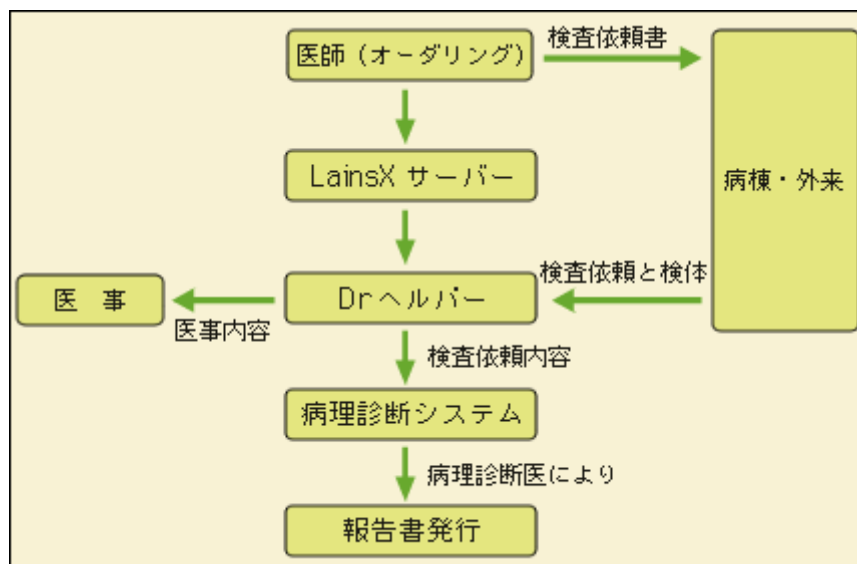 医師（オーダリング）
検査依頼書
病棟・外来
LainsX サーバー
検査依頼と検体
医　事
Drヘルパー
医事内容
検査依頼内容
病理診断システム
病理診断医により
報告書発行